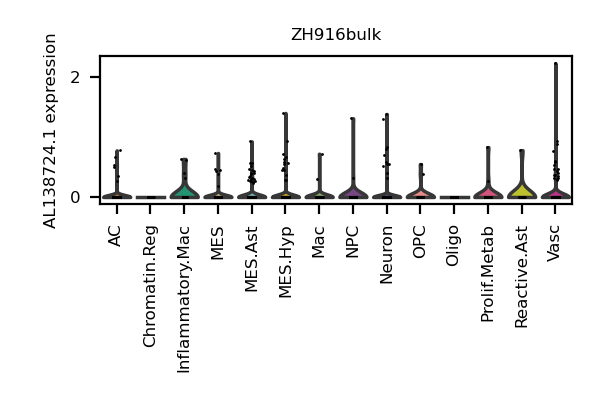 ZH916bulk
AL138724.1 expression
2
0
AC
Chromatin.Reg
Inflammatory.Mac
MES
MES.Ast
MES.Hyp
Mac
NPC
Neuron
OPC
Oligo
Prolif.Metab
Reactive.Ast
Vasc